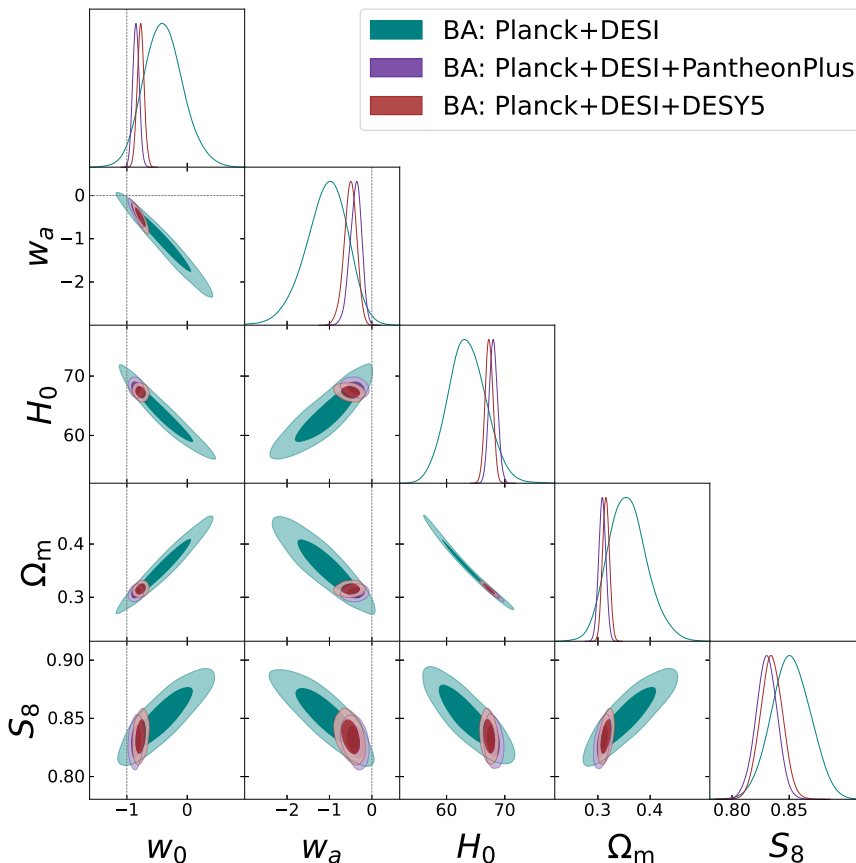 BA: Planck+DESI
BA: Planck+DESI+PantheonPlus
BA: Planck+DESI+DESY5
0
−1
−2
w_a
70
60
H_0
0.4
0.3
Ω_m
0.90
0.85
0.80
S_8
−1 0
−2 −1 0
60 70
0.3 0.4
0.80 0.85
w_0 w_a H_0 Ω_m S_8